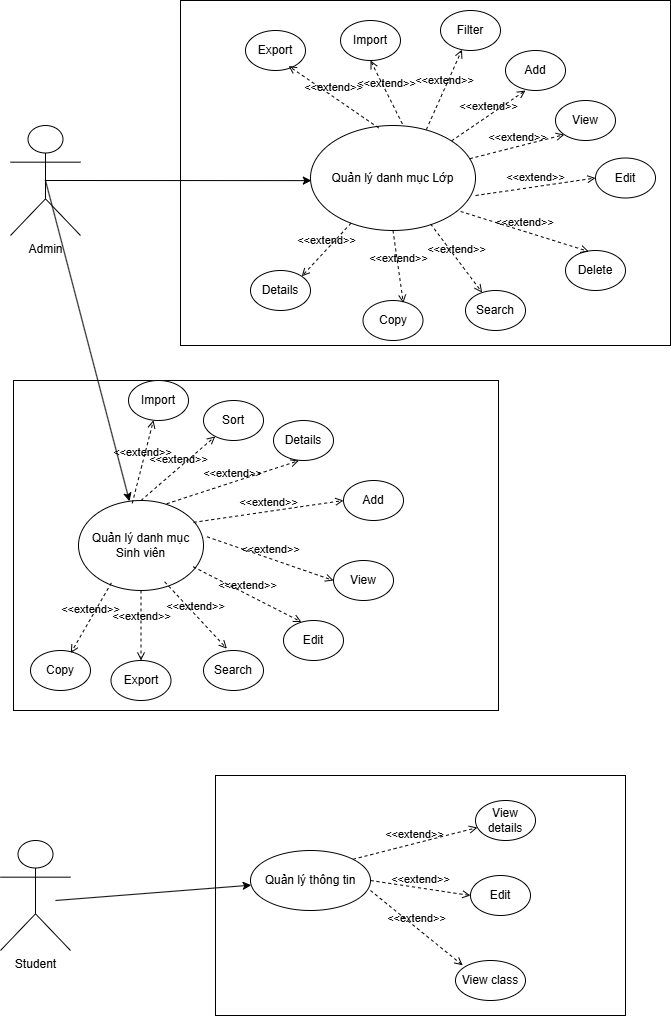 Filter
Import
Export
<<extend>>
<<extend>>
<<extend>>
Add
<<extend>>
View
<<extend>>
Quản lý danh mục Lớp
<<extend>>
Edit
<<extend>>
Admin
<<extend>>
<<extend>>
<<extend>>
Delete
Details
Copy
Search
Import
Sort
Details
<<extend>>
<<extend>>
<<extend>>
Add
<<extend>>
Quản lý danh mục
Sinh viên
<<extend>>
View
<<extend>>
<<extend>>
<<extend>>
<<extend>>
Edit
Copy
Export
Search
View
details
<<extend>>
Quản lý thông tin
<<extend>>
Edit
<<extend>>
Student
View class